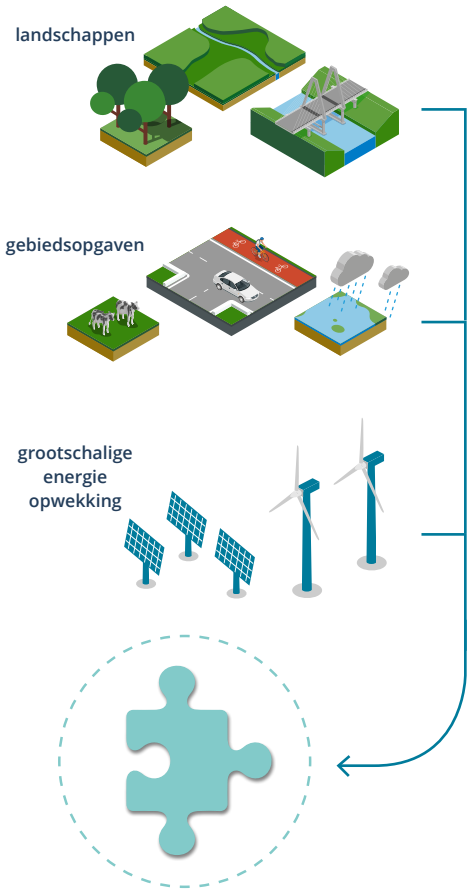 landschappen
gebiedsopgaven
grootschalige
energie
opwekking